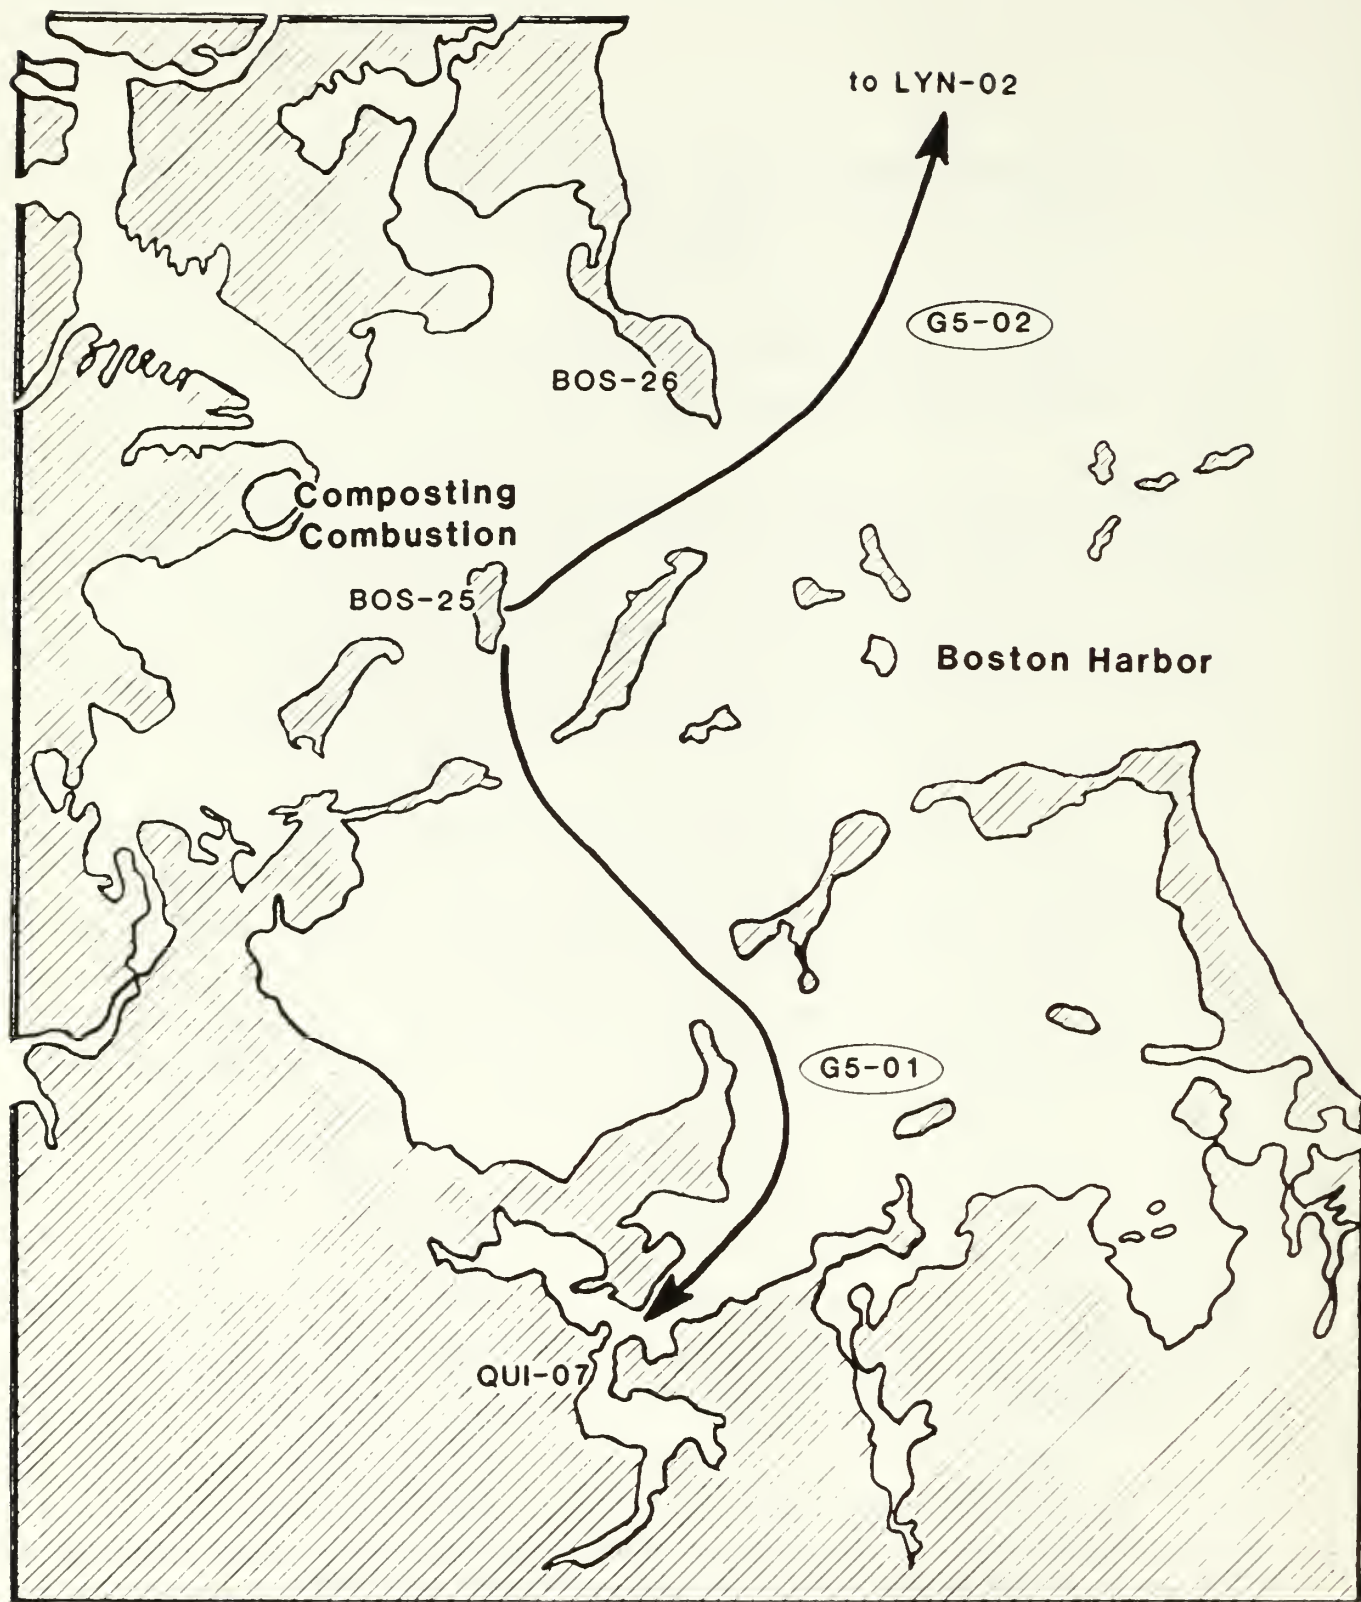 to LYN-02
G5-02
BOS-26
Composting
Combustion
BOS-25
Boston Harbor
G5-01
QUI-07